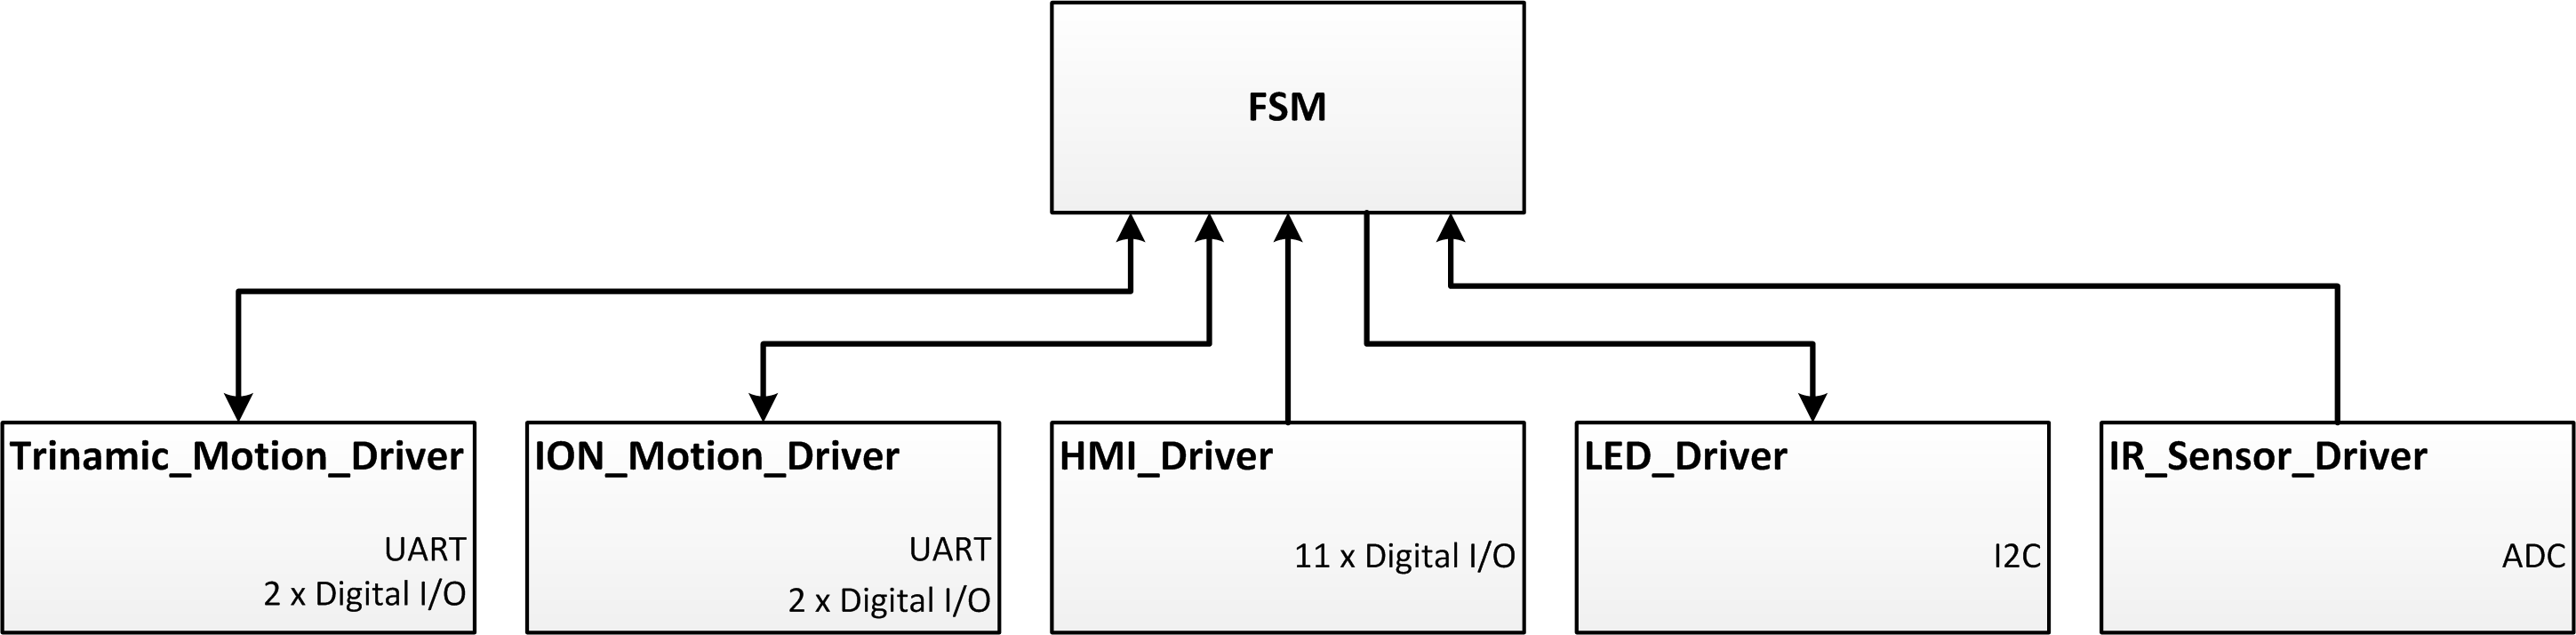 FSM
Trinamic_Motion_Driver
UART
2 x Digital I/O
ION_Motion_Driver
UART
2 x Digital I/O
HMI_Driver
11 x Digital I/O
LED_Driver
I2C
IR_Sensor_Driver
ADC